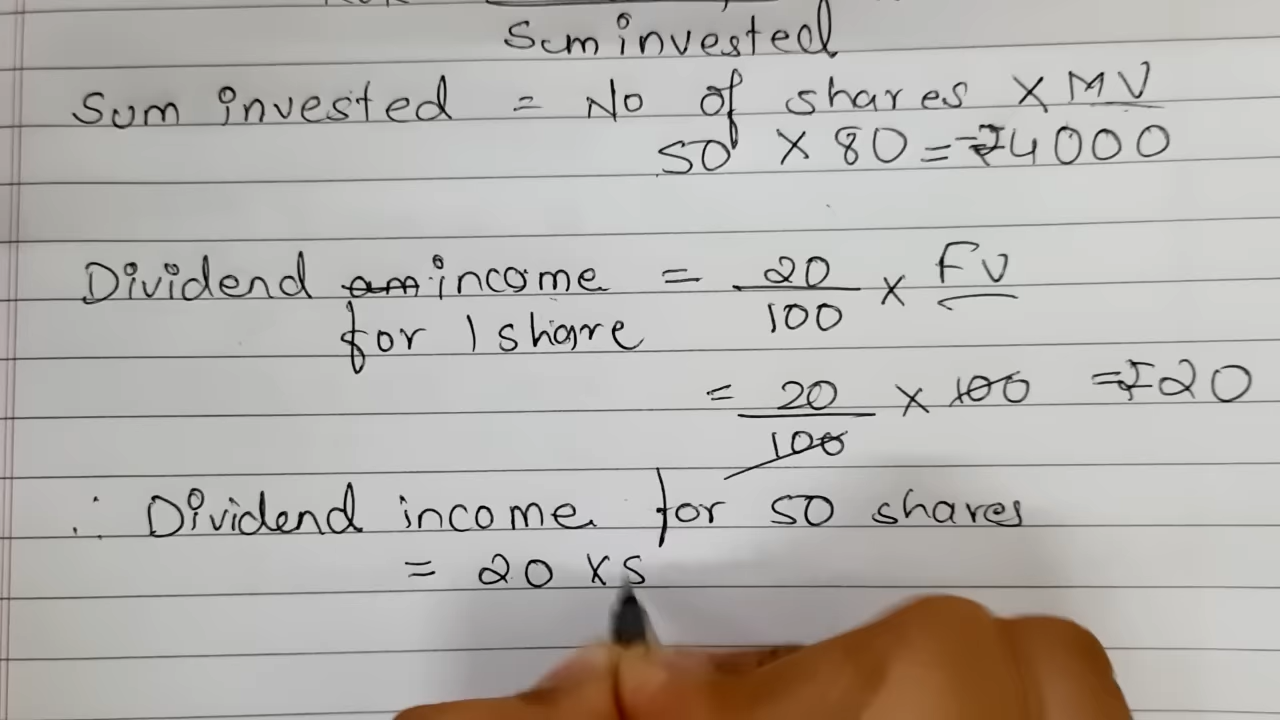 Sum invested
Sum invested = No of shares × MV
50 × 80 = ₹4000
Dividend income = 20/100 × FV
for 1 share
= 20/100 × 100 = ₹20
∴ Dividend income for 50 shares
= 20 × 5